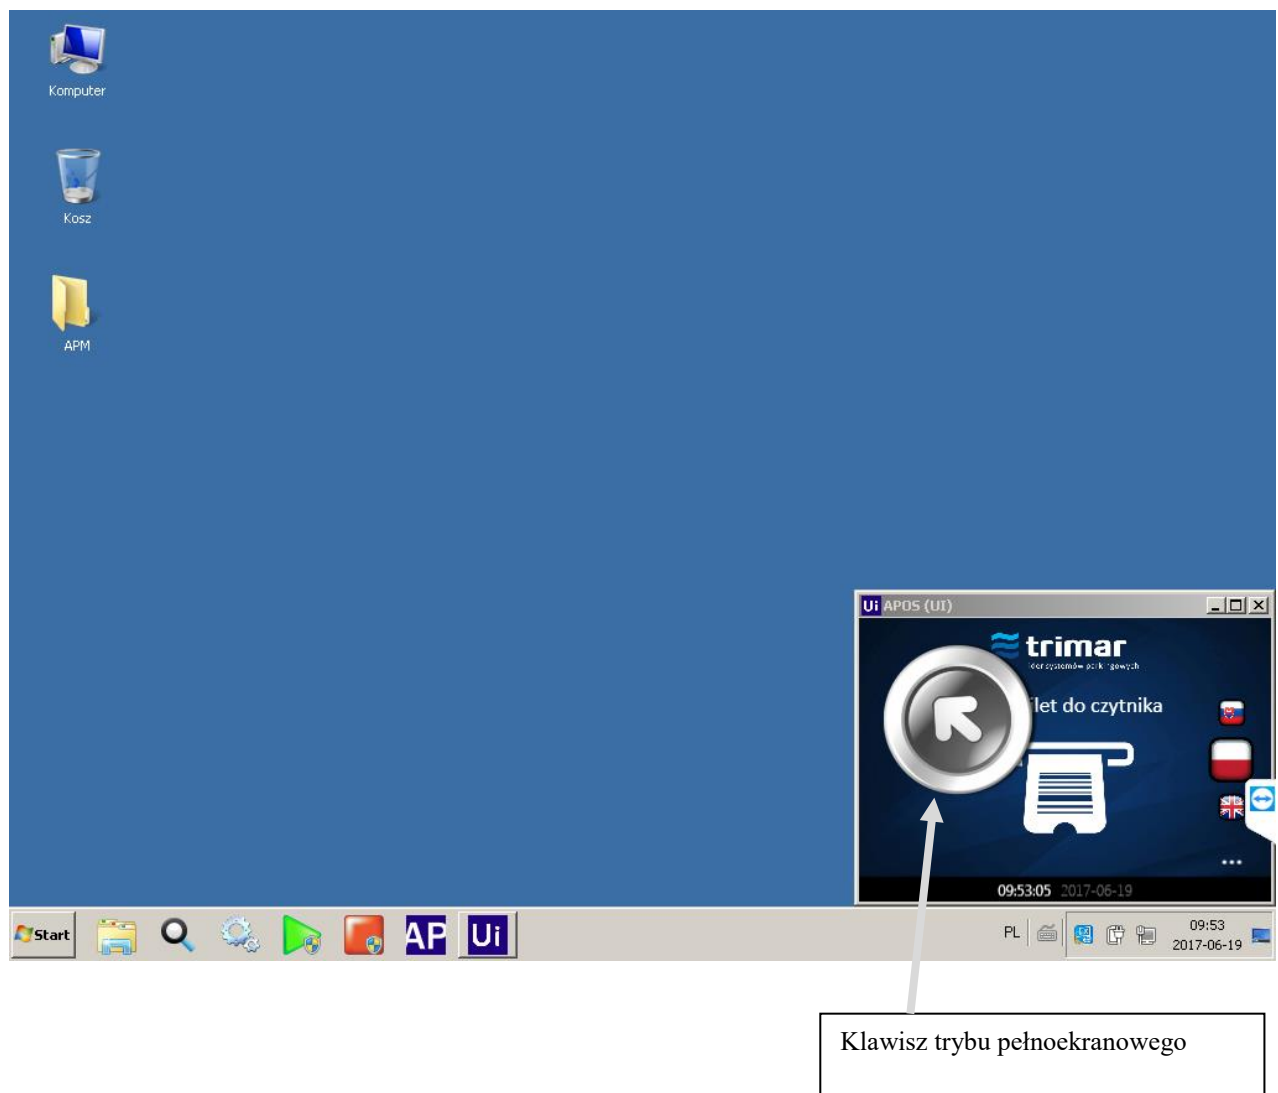 Komputer
Kosz
APM
Ui APOS (UI)
trimar
ilet do czytnika
09:53:05 2017-06-19
Start
AP
Ui
PL
09:53
2017-06-19
Klawisz trybu pełnoekranowego